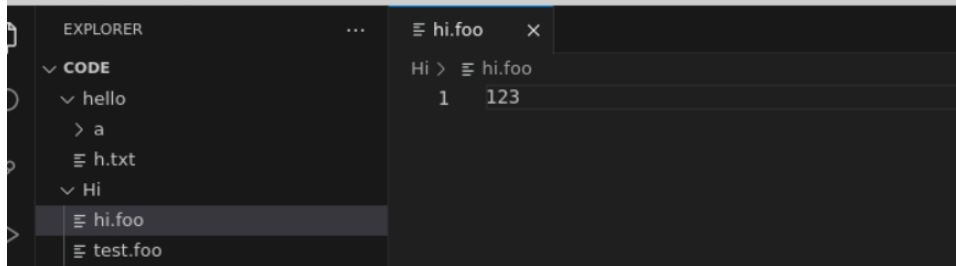 EXPLORER
CODE
hello
a
h.txt
Hi
hi.foo
test.foo
hi.foo
Hi > hi.foo
1 123